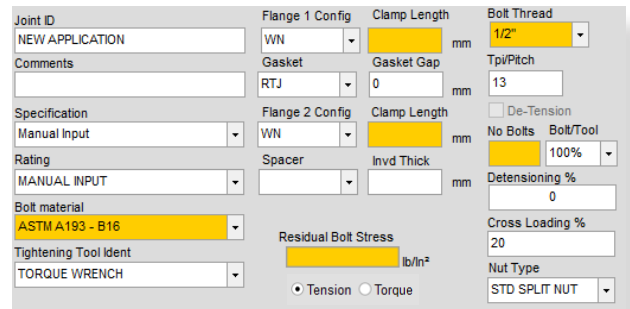 Joint ID
NEW APPLICATION
Comments
Specification
Manual Input
Rating
MANUAL INPUT
Bolt material
ASTM A193 - B16
Tightening Tool Ident
TORQUE WRENCH
Flange 1 Config Clamp Length
WN mm
Gasket Gasket Gap
RTJ 0 mm
Flange 2 Config Clamp Length
WN mm
Spacer Invd Thick
mm
Residual Bolt Stress
lb/In²
Tension Torque
Bolt Thread
1/2"
Tpi/Pitch
13
De-Tension
No Bolts Bolt/Tool
100%
Detensioning %
0
Cross Loading %
20
Nut Type
STD SPLIT NUT